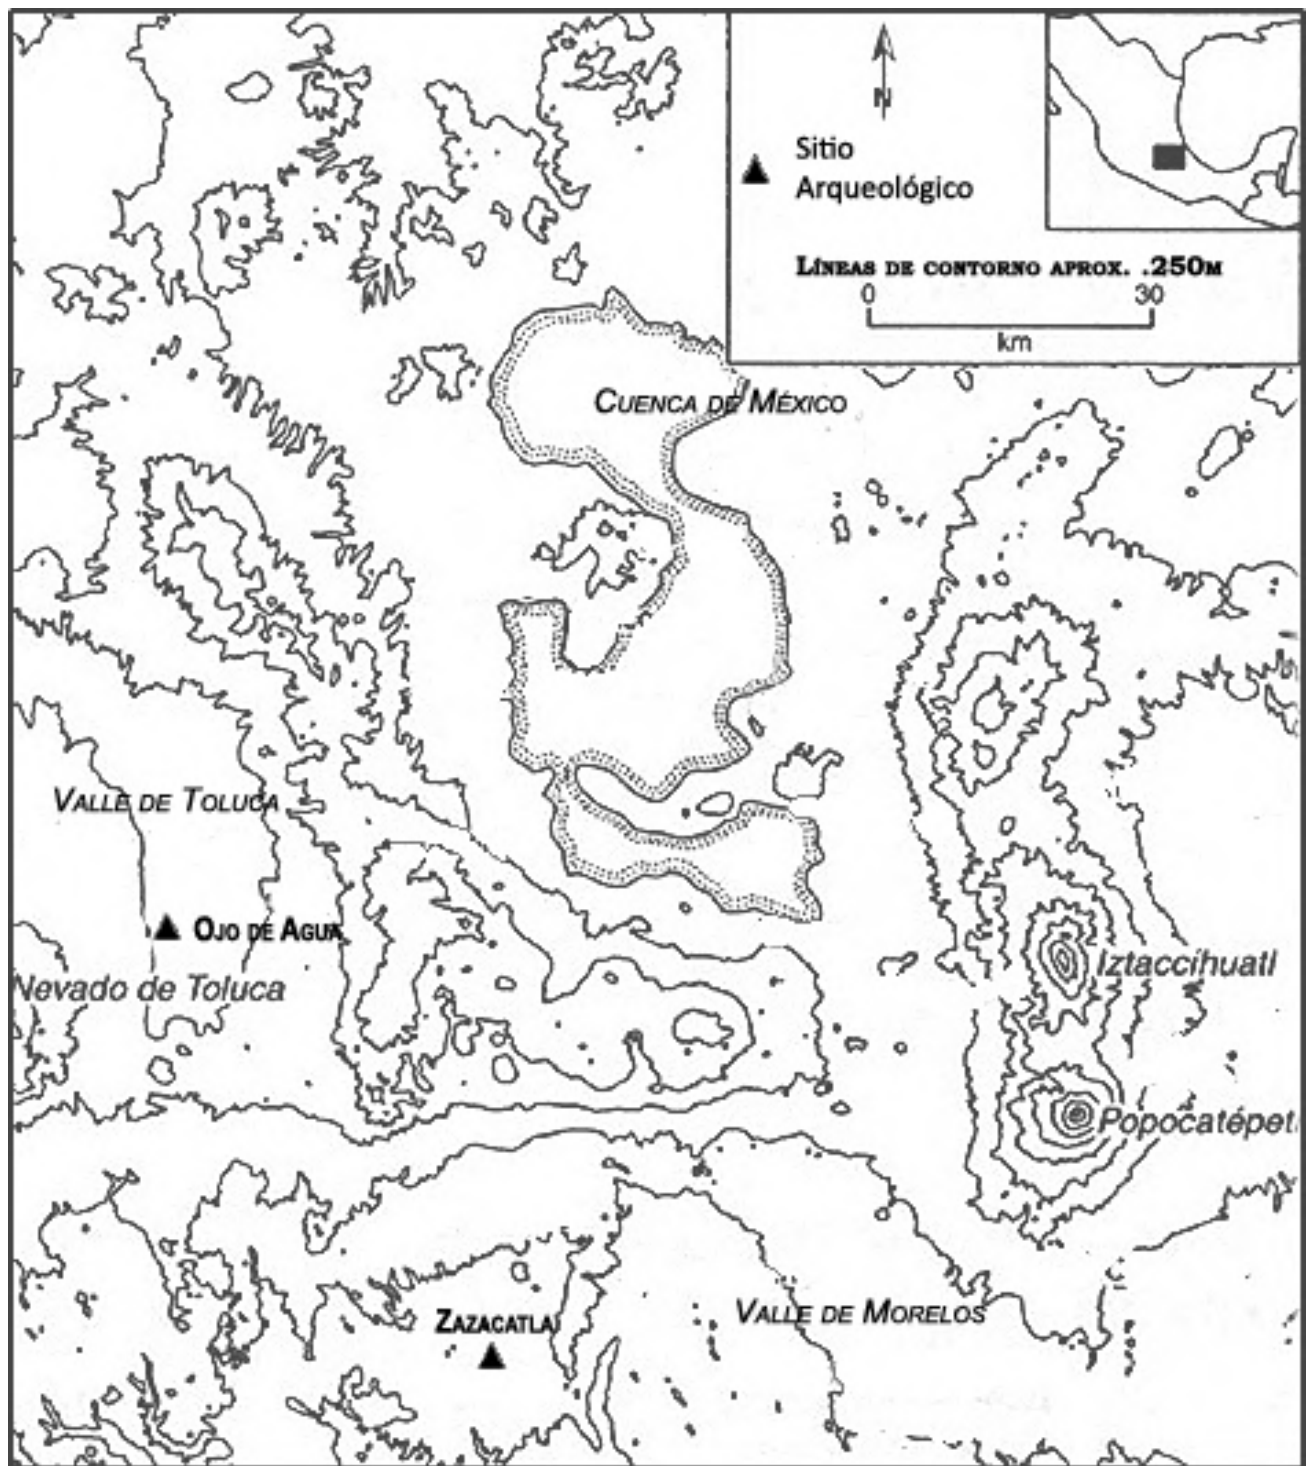 N
Sitio
Arqueológico
LÍNEAS DE CONTORNO APROX. .250M
0 30
km
CUENCA DE MÉXICO
VALLE DE TOLUCA
OJO DE AGUA
Nevado de Toluca
Iztaccíhuatl
Popocatépet
ZAZACATLA
VALLE DE MORELOS